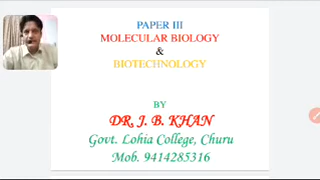 PAPER III
MOLECULAR BIOLOGY
&
BIOTECHNOLOGY
BY
DR. J. B. KHAN
Govt. Lohia College, Churu
Mob. 9414285316